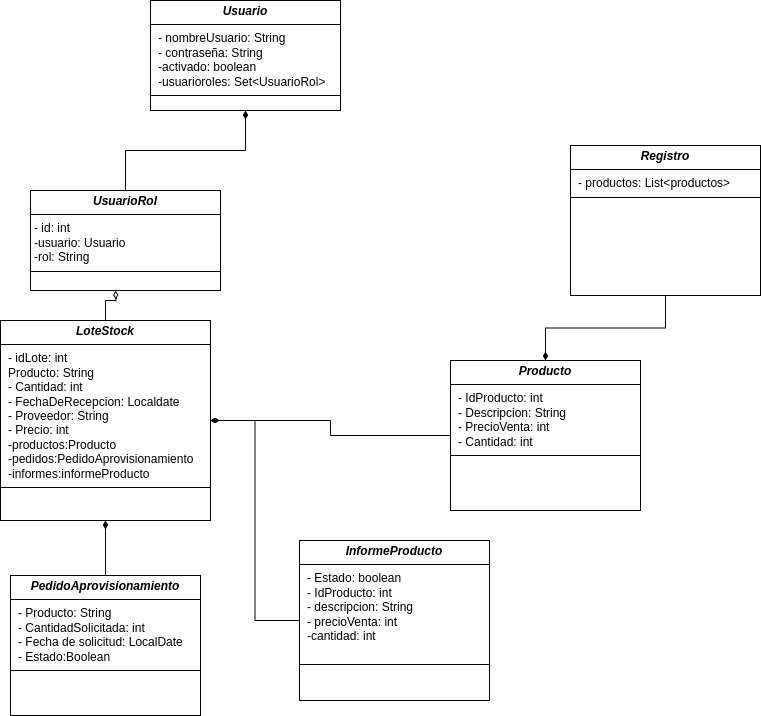 Usuario
- nombreUsuario: String
- contraseña: String
-activado: boolean
-usuarioroles: Set<UsuarioRol>
UsuarioRol
- id: int
-usuario: Usuario
-rol: String
Registro
- productos: List<productos>
LoteStock
- idLote: int
Producto: String
- Cantidad: int
- FechaDeRecepcion: Localdate
- Proveedor: String
- Precio: int
-productos:Producto
-pedidos:PedidoAprovisionamiento
-informes:informeProducto
Producto
- IdProducto: int
- Descripcion: String
- PrecioVenta: int
- Cantidad: int
InformeProducto
- Estado: boolean
- IdProducto: int
- descripcion: String
- precioVenta: int
-cantidad: int
PedidoAprovisionamiento
- Producto: String
- CantidadSolicitada: int
- Fecha de solicitud: LocalDate
- Estado:Boolean